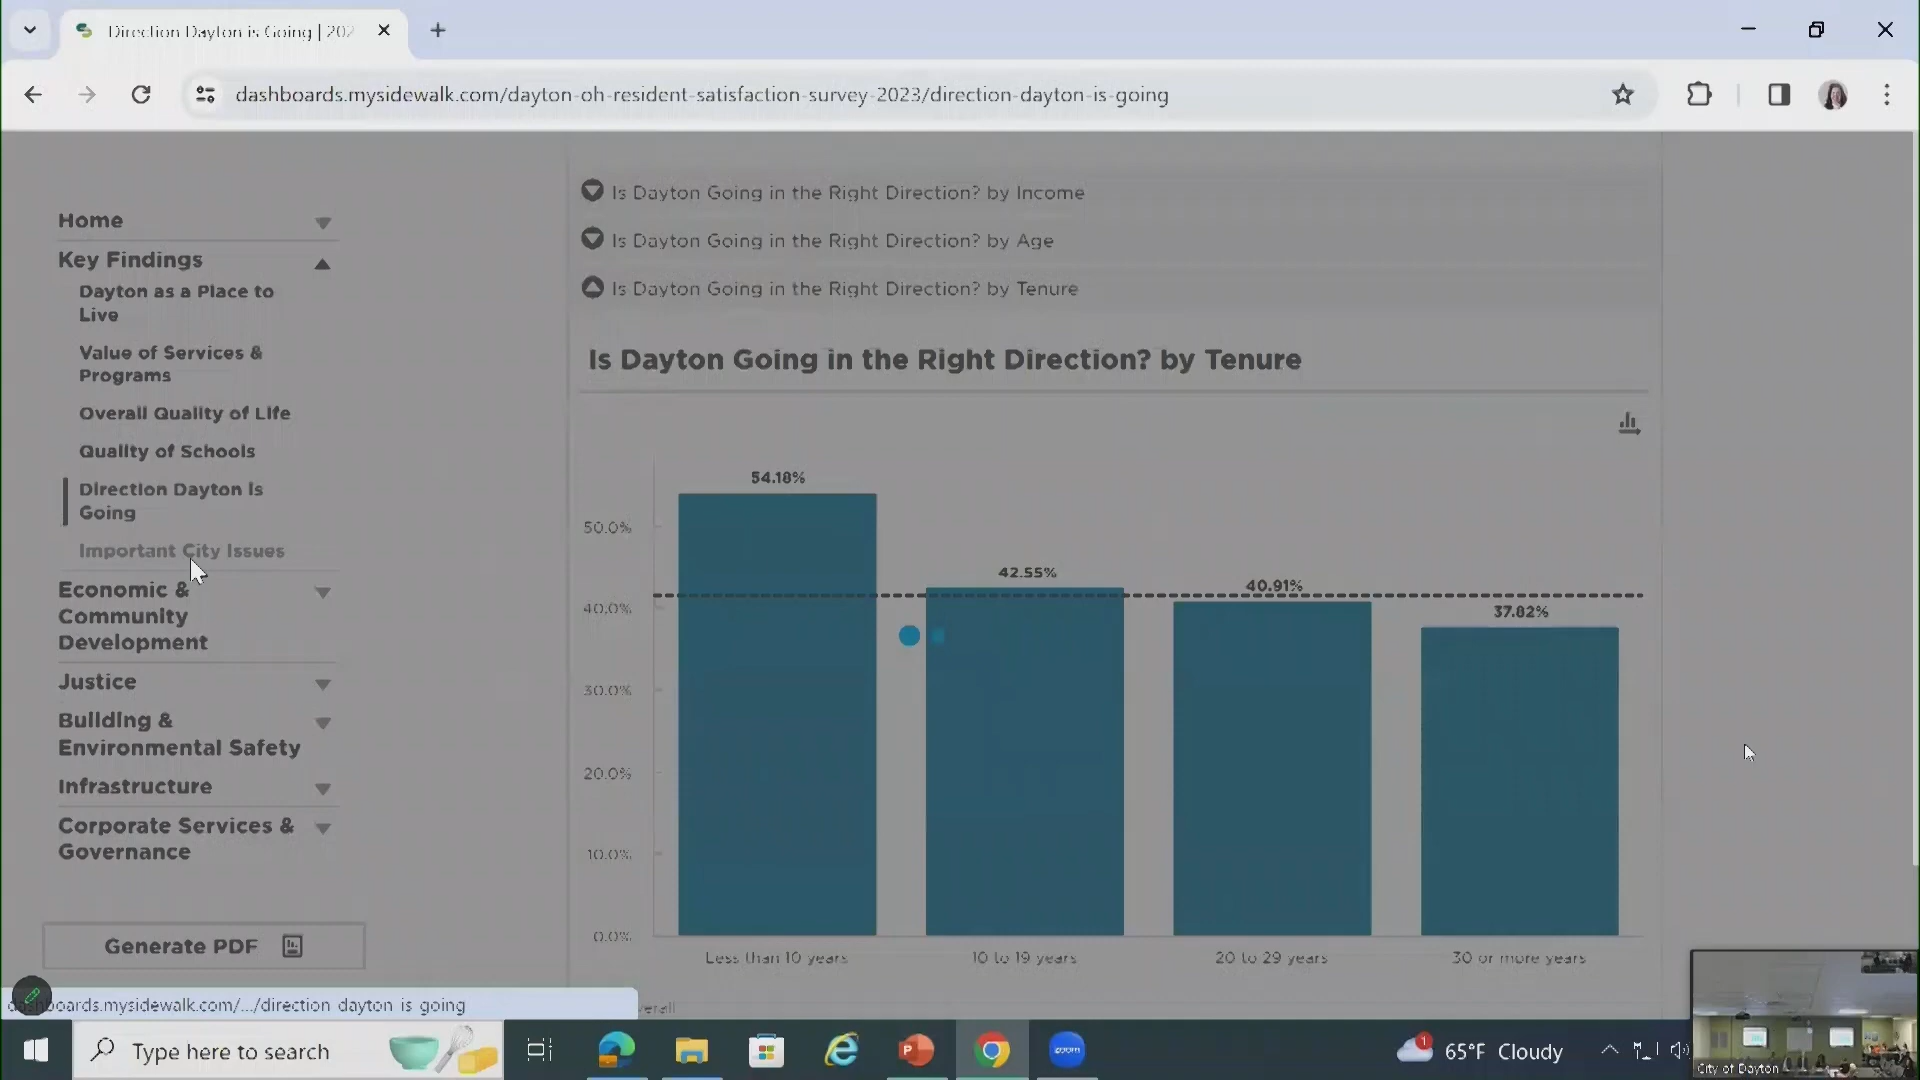 Direction Dayton is Going | 202
dashboards.mysidewalk.com/dayton-oh-resident-satisfaction-survey-2023/direction-dayton-is-going
Home
Key Findings
Dayton as a Place to
Live
Value of Services &
Programs
Overall Quality of Life
Quality of Schools
Direction Dayton is
Going
Important City Issues
Economic &
Community
Development
Justice
Building &
Environmental Safety
Infrastructure
Corporate Services &
Governance
Generate PDF
Is Dayton Going in the Right Direction? by Income
Is Dayton Going in the Right Direction? by Age
Is Dayton Going in the Right Direction? by Tenure
Is Dayton Going in the Right Direction? by Tenure
54.18%
42.55%
40.91%
37.82%
50.0%
40.0%
30.0%
20.0%
10.0%
0.0%
Less than 10 years
10 to 19 years
20 to 29 years
30 or more years
dashboards.mysidewalk.com/.../direction dayton is going
Type here to search
zoom
1
65°F Cloudy
City of Dayton